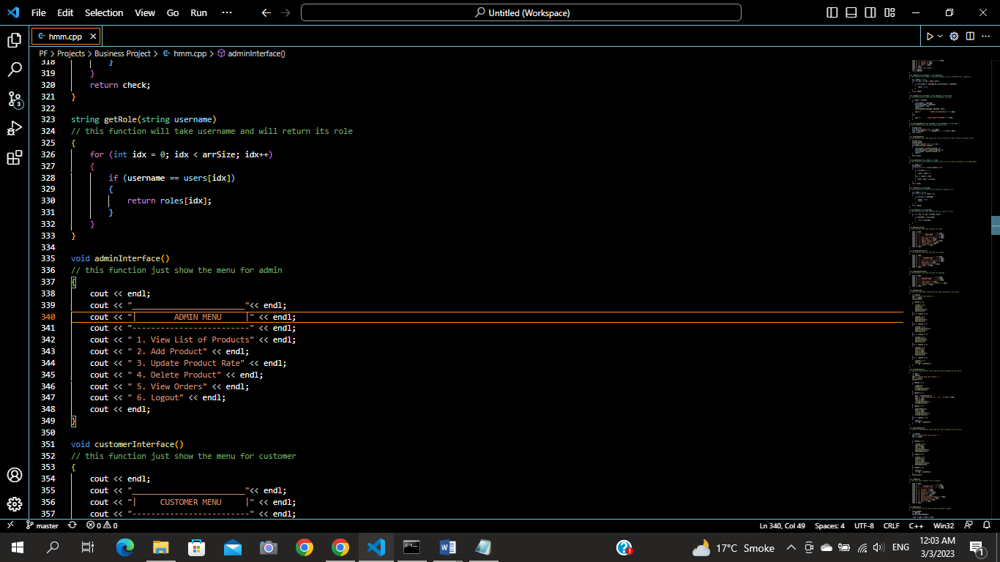 File Edit Selection View Go Run ··· Untitled (Workspace)
hmm.cpp
PF > Projects > Business Project > hmm.cpp > adminInterface()
318 }
319 }
320 return check;
321 }
322
323 string getRole(string username)
324 // this function will take username and will return its role
325 {
326 for (int idx = 0; idx < arrSize; idx++)
327 {
328 if (username == users[idx])
329 {
330 return roles[idx];
331 }
332 }
333 }
334
335 void adminInterface()
336 // this function just show the menu for admin
337 {
338 cout << endl;
339 cout << "________________________"<< endl;
340 cout << "|        ADMIN MENU     |" << endl;
341 cout << "-------------------------" << endl;
342 cout << " 1. View List of Products" << endl;
343 cout << " 2. Add Product" << endl;
344 cout << " 3. Update Product Rate" << endl;
345 cout << " 4. Delete Product" << endl;
346 cout << " 5. View Orders" << endl;
347 cout << " 6. Logout" << endl;
348 cout << endl;
349 }
350
351 void customerInterface()
352 // this function just show the menu for customer
353 {
354 cout << endl;
355 cout << "________________________"<< endl;
356 cout << "|     CUSTOMER MENU     |" << endl;
357 cout << "-------------------------" << endl;
3
master 0 0 Ln 340, Col 49 Spaces: 4 UTF-8 CRLF C++ Win32
17°C Smoke ENG 12:03 AM
3/3/2023 1